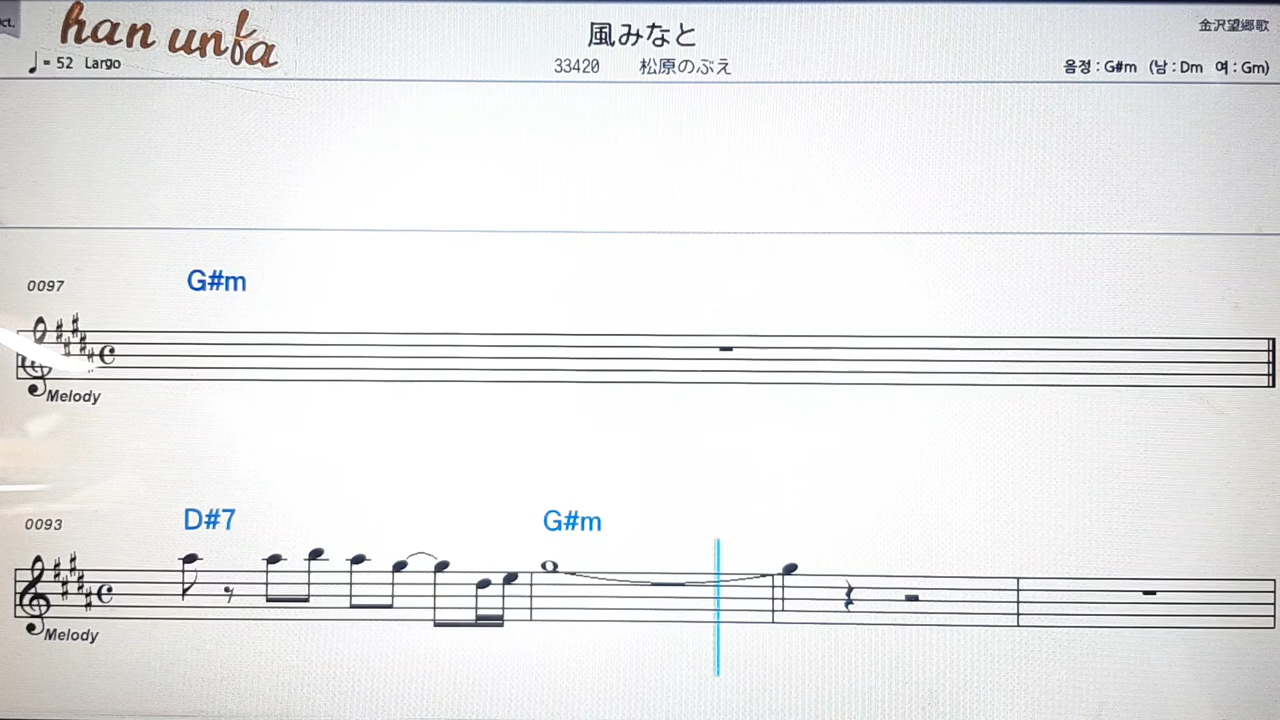 han unfa
風みなと
金沢望郷歌
♩= 52 Largo
33420 松原のぶえ
음정 : G#m (남 : Dm 여 : Gm)
0097
G#m
Melody
0093
D#7 G#m
Melody